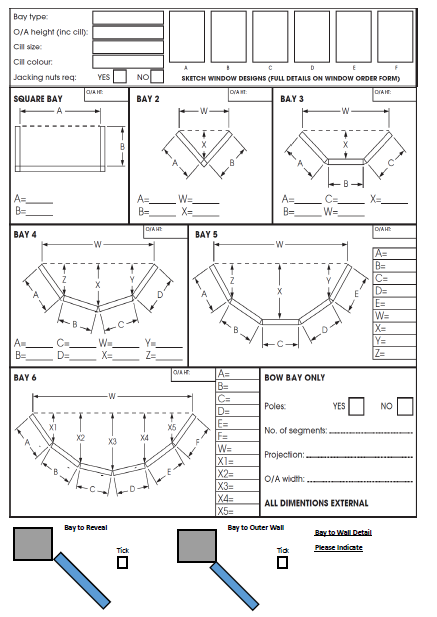 Bay type:
O/A height (inc cill):
Cill size:
Cill colour:
Jacking nuts req: YES NO
A B C D E F
SKETCH WINDOW DESIGNS (FULL DETAILS ON WINDOW ORDER FORM)
SQUARE BAY
O/A HT:
A
B
A=
B=
BAY 2
O/A HT:
W
X
A B
A= W=
B= X=
BAY 3
O/A HT:
W
X
A C
B
A= C= X=
B= W=
BAY 4
O/A HT:
W
Z X Y
A D
B C
A= C= W= Y=
B= D= X= Z=
BAY 5
O/A HT:
W
Z X Y
A E
B D
C
A=
B=
C=
D=
E=
W=
X=
Y=
Z=
BAY 6
O/A HT:
W
X1 X2 X3 X4 X5
A F
B E
C D
A=
B=
C=
D=
E=
F=
W=
X1=
X2=
X3=
X4=
X5=
BOW BAY ONLY
Poles: YES NO
No. of segments:
Projection:
O/A width:
ALL DIMENTIONS EXTERNAL
Bay to Reveal
Tick
Bay to Outer Wall
Tick
Bay to Wall Detail
Please Indicate